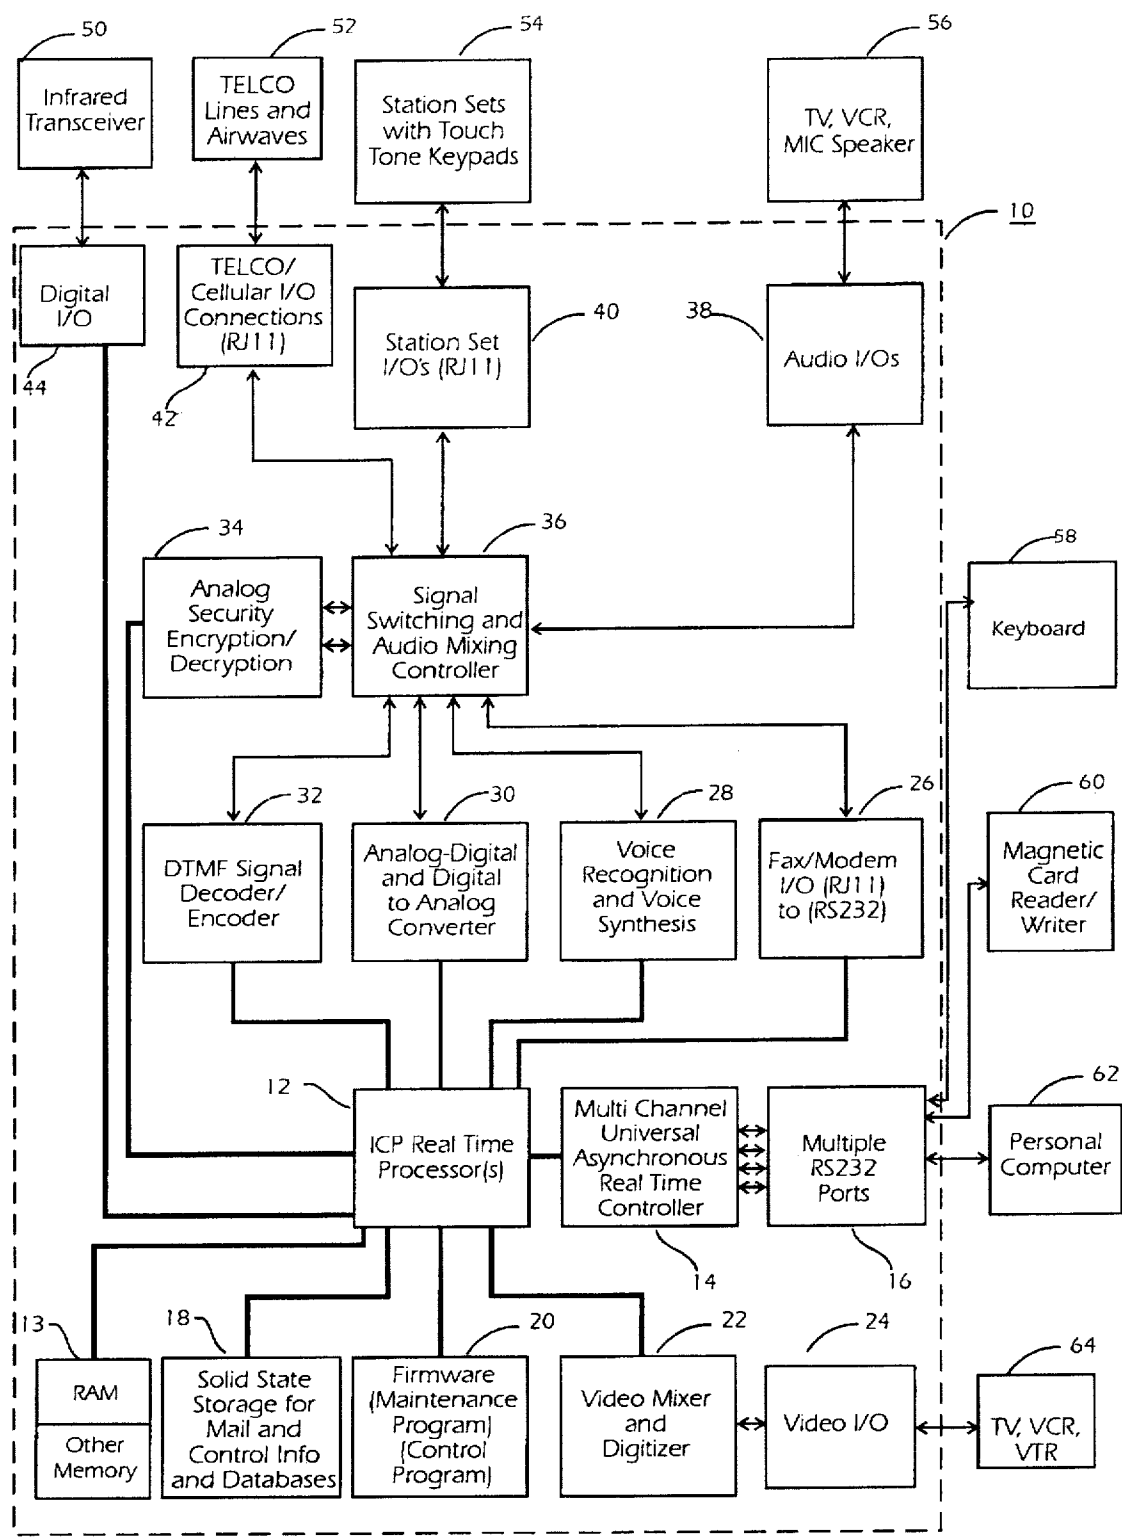 50
52
54
56
Infrared
Transceiver
TELCO
Lines and
Airwaves
Station Sets
with Touch
Tone Keypads
TV, VCR,
MIC Speaker
10
Digital
I/O
44
TELCO/
Cellular I/O
Connections
(RJ11)
42
Station Set
I/O's (RJ11)
40
38
Audio I/Os
34
36
58
Analog
Security
Encryption/
Decryption
Signal
Switching and
Audio Mixing
Controller
Keyboard
32
30
28
26
60
DTMF Signal
Decoder/
Encoder
Analog-Digital
and Digital
to Analog
Converter
Voice
Recognition
and Voice
Synthesis
Fax/Modem
I/O (RJ11)
to (RS232)
Magnetic
Card
Reader/
Writer
12
62
ICP Real Time
Processor(s)
Multi Channel
Universal
Asynchronous
Real Time
Controller
Multiple
RS232
Ports
Personal
Computer
14
16
13
18
20
22
24
64
RAM
Other
Memory
Solid State
Storage for
Mail and
Control Info
and Databases
Firmware
(Maintenance
Program)
(Control
Program)
Video Mixer
and
Digitizer
Video I/O
TV, VCR,
VTR